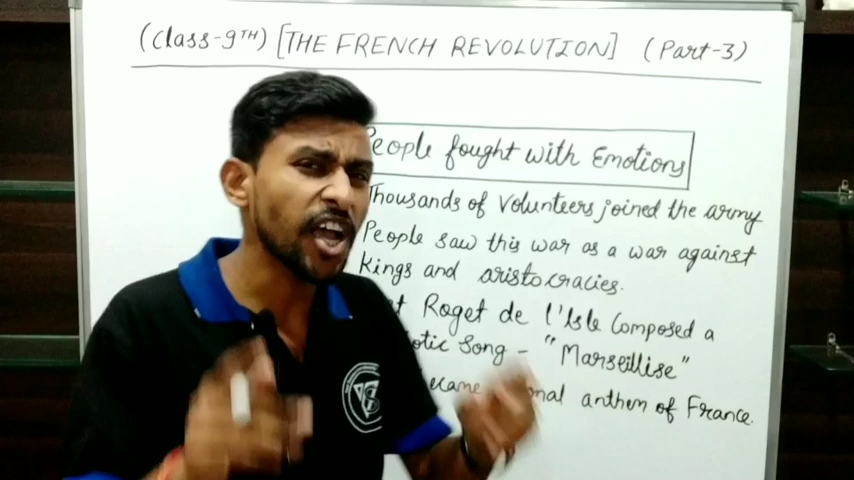 (Class-9TH) [THE FRENCH REVOLUTION] (Part-3)
eople fought with Emotions
Thousands of Volunteers joined the army
People saw this war as a war against
Kings and aristocracies.
et Roget de l'Isle Composed a
otic Song - "Marseillise"
ecame onal anthem of France.